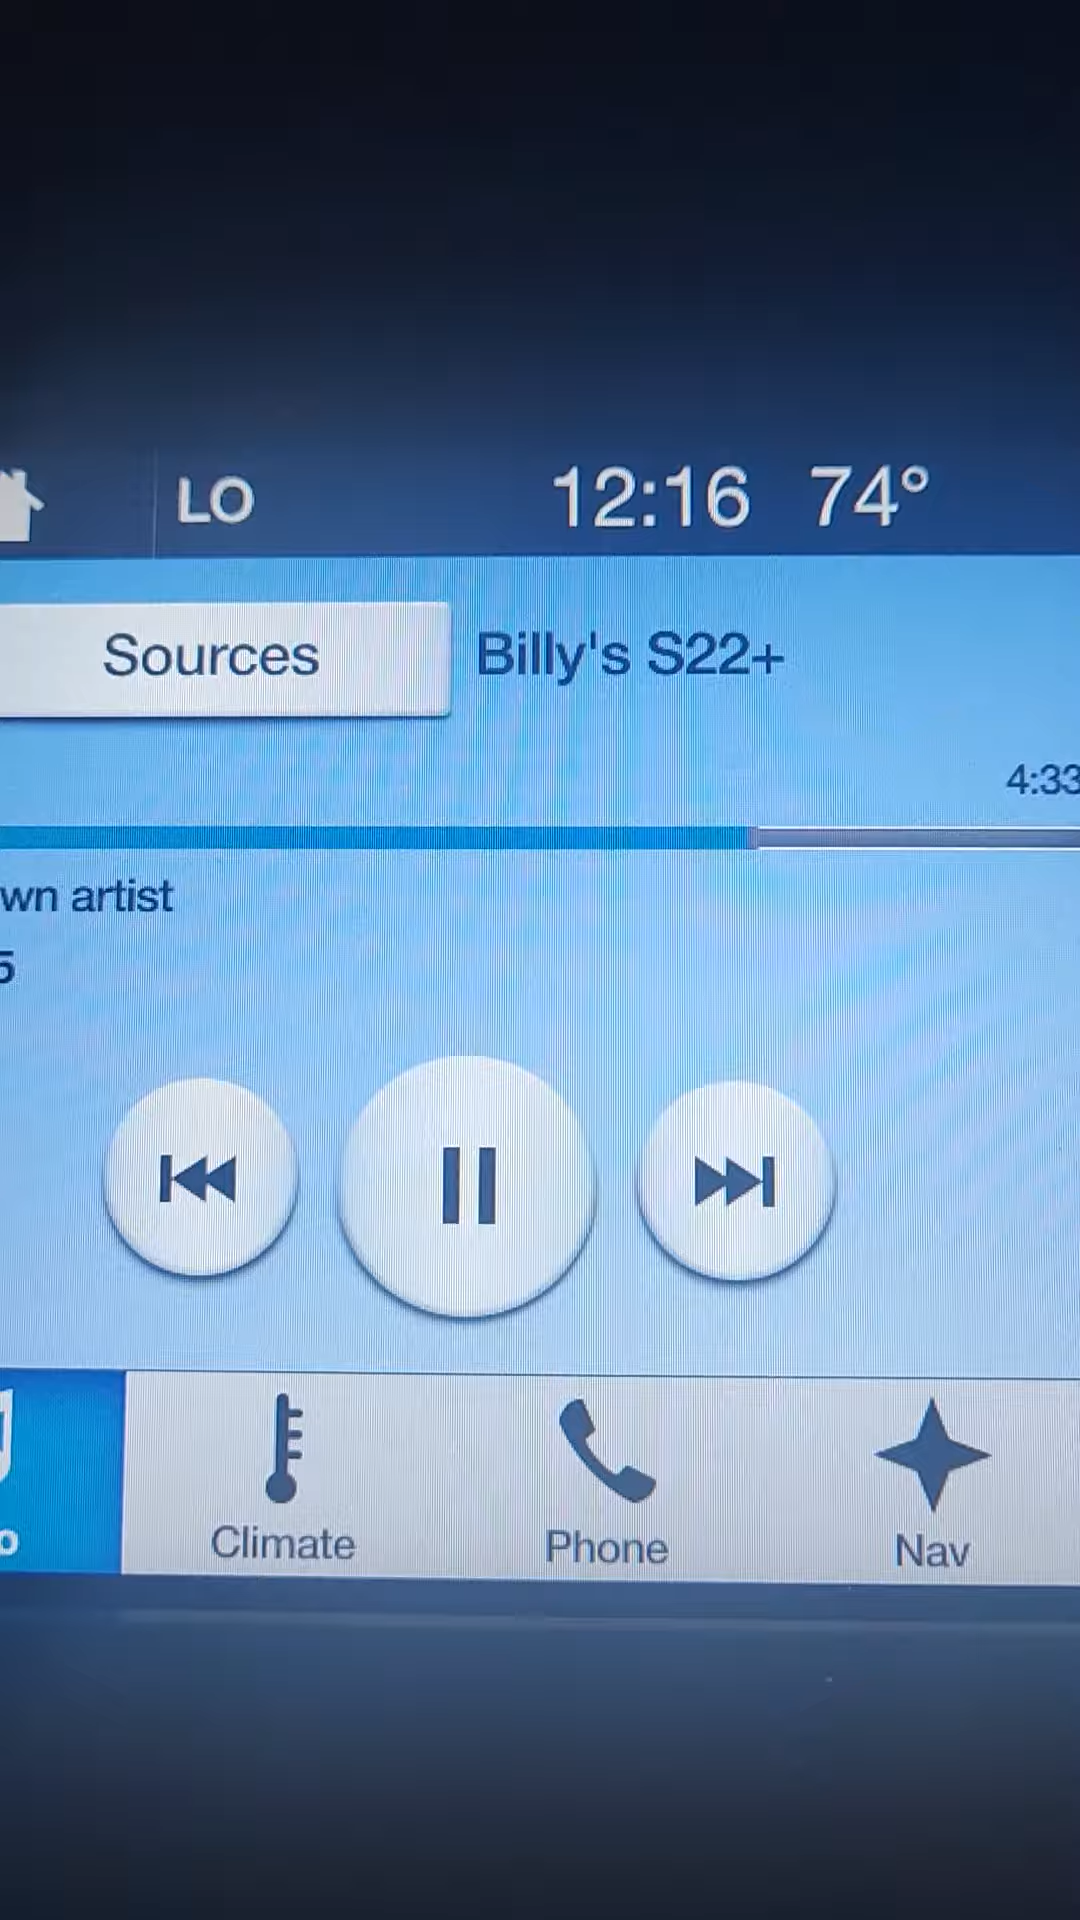 LO 12:16 74°
Sources Billy's S22+
4:33
wn artist
5
Climate Phone Nav
o